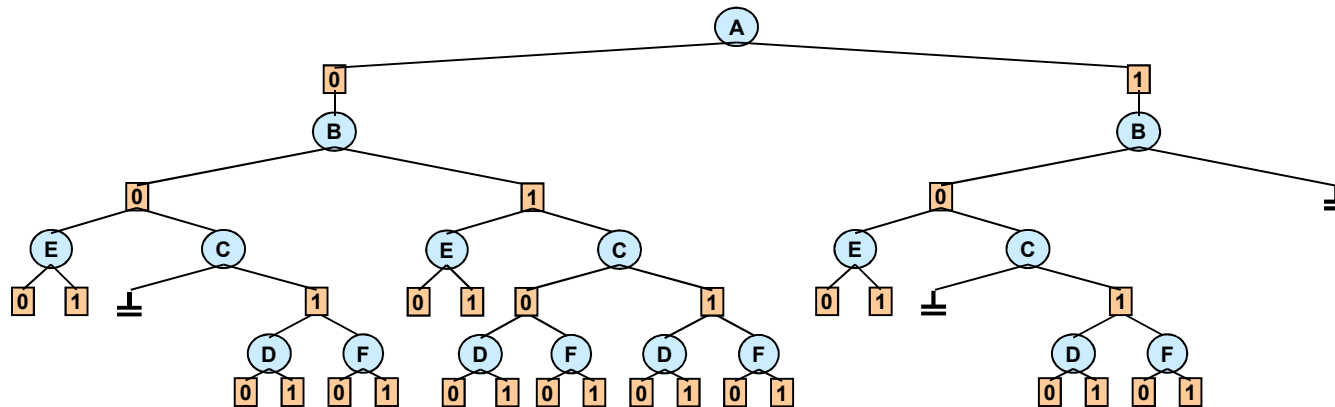 A
0 1
B B
0 1 0
E C E C E C
0 1 1 0 1 0 1 0 1 1
D F D F D F D F
0 1 0 1 0 1 0 1 0 1 0 1 0 1 0 1